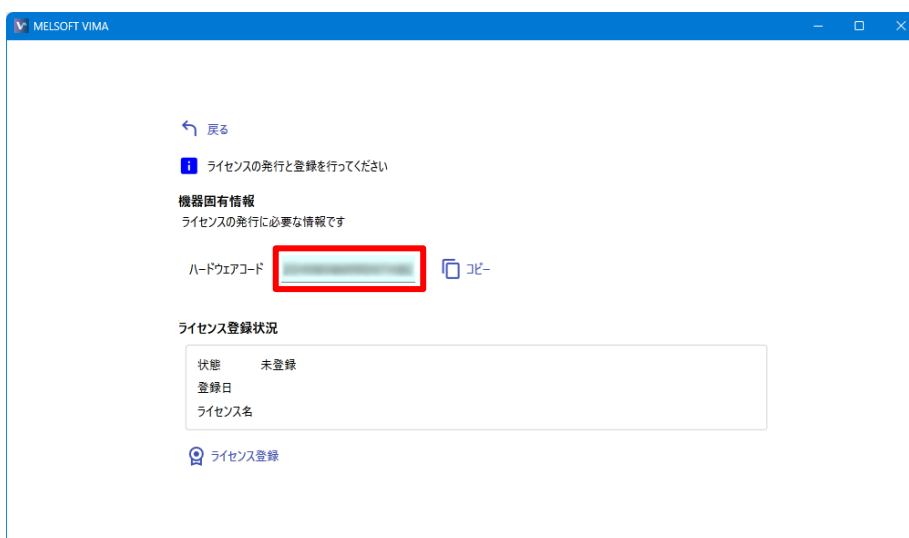 MELSOFT VIMA
戻る
ライセンスの発行と登録を行ってください
機器固有情報
ライセンスの発行に必要な情報です
ハードウェアコード コピー
ライセンス登録状況
状態 未登録
登録日
ライセンス名
ライセンス登録